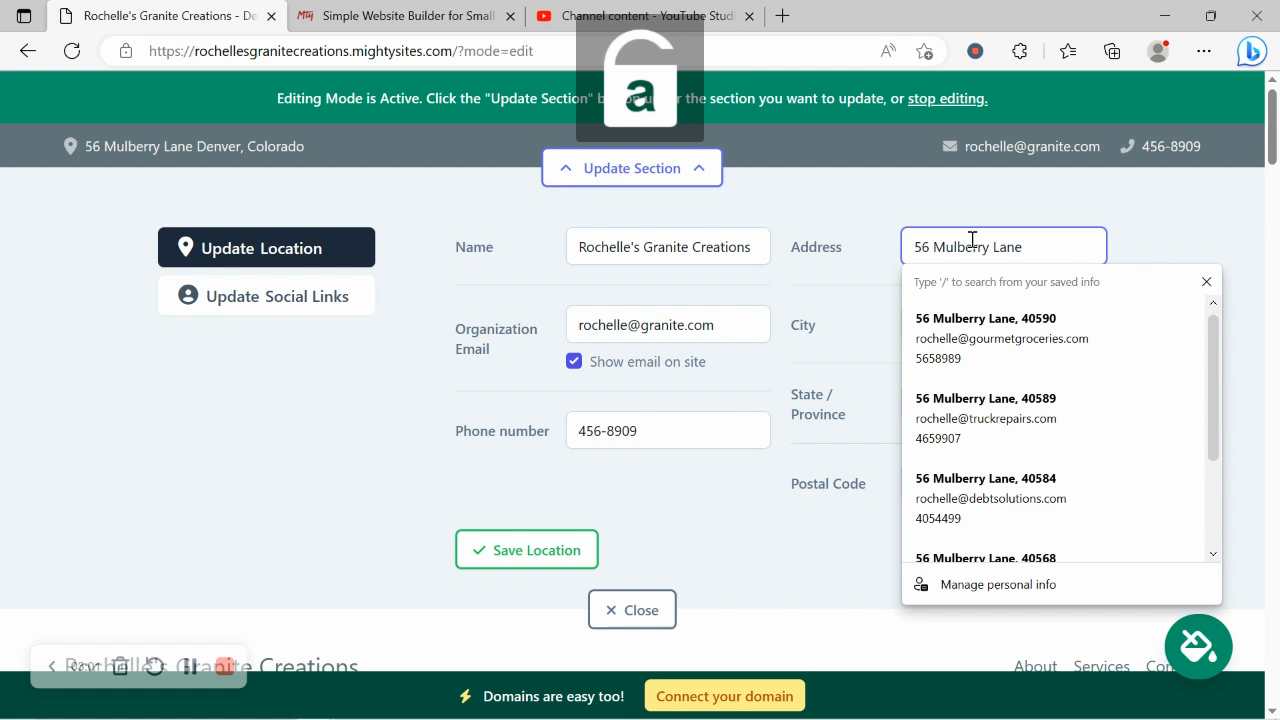 Rochelle's Granite Creations - De
Simple Website Builder for Small
Channel content - YouTube Studi
https://rochellesgranitecreations.mightysites.com/?mode=edit
Editing Mode is Active. Click the "Update Section" b the section you want to update, or stop editing.
a
56 Mulberry Lane Denver, Colorado
rochelle@granite.com
456-8909
Update Section
Update Location
Update Social Links
Name
Rochelle's Granite Creations
Address
56 Mulberry Lane
Organization
Email
rochelle@granite.com
Show email on site
City
Phone number
456-8909
State /
Province
Postal Code
Type '/' to search from your saved info
56 Mulberry Lane, 40590
rochelle@gourmetgroceries.com
5658989
56 Mulberry Lane, 40589
rochelle@truckrepairs.com
4659907
56 Mulberry Lane, 40584
rochelle@debtsolutions.com
4054499
56 Mulberry Lane, 40568
Manage personal info
Save Location
Close
03:01
Rochelle's Granite Creations
About
Services
Con
Domains are easy too!
Connect your domain